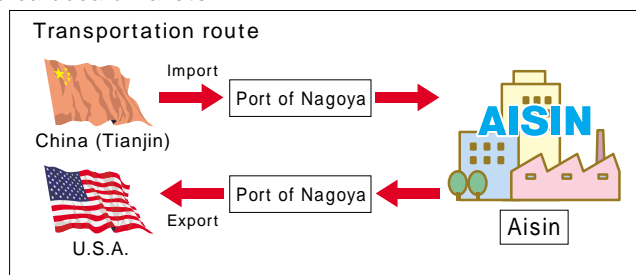 Transportation route
Import
Port of Nagoya
China (Tianjin)
AISIN
Port of Nagoya
Export
U.S.A.
Aisin